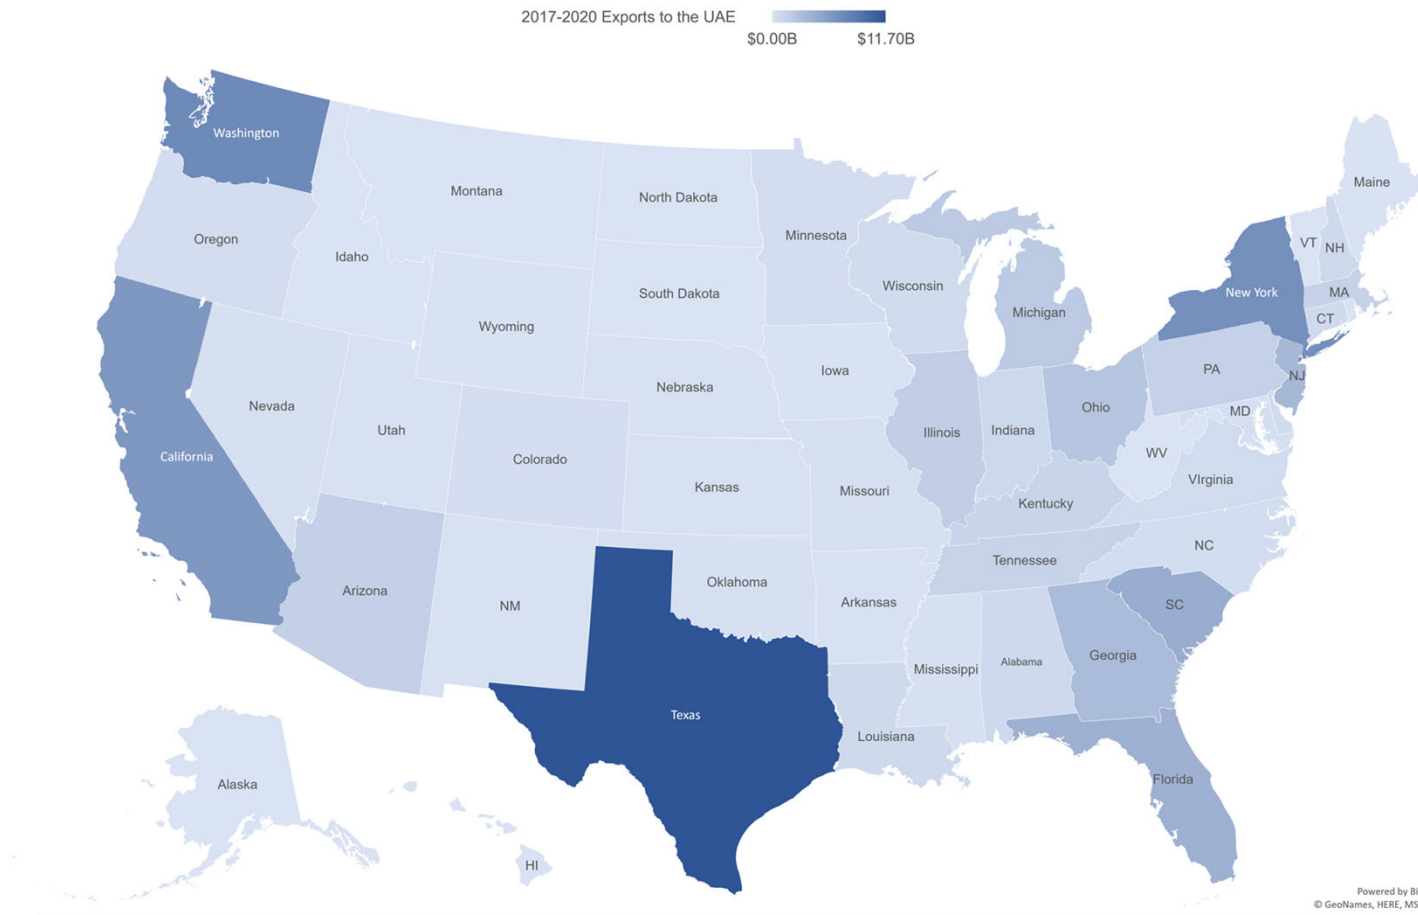 2017-2020 Exports to the UAE
$0.00B $11.70B
Washington
Montana
North Dakota
Minnesota
Maine
Oregon
Idaho
VT
NH
Wisconsin
South Dakota
New York
MA
Wyoming
Michigan
CT
Iowa
PA
NJ
Nebraska
Nevada
Ohio
MD
Utah
Illinois
Indiana
California
Colorado
WV
Kansas
Missouri
VIrginia
Kentucky
NC
Tennessee
Oklahoma
Arizona
NM
Arkansas
SC
Georgia
Mississippi
Alabama
Texas
Louisiana
Florida
Alaska
HI
Powered by Bi
© GeoNames, HERE, MS